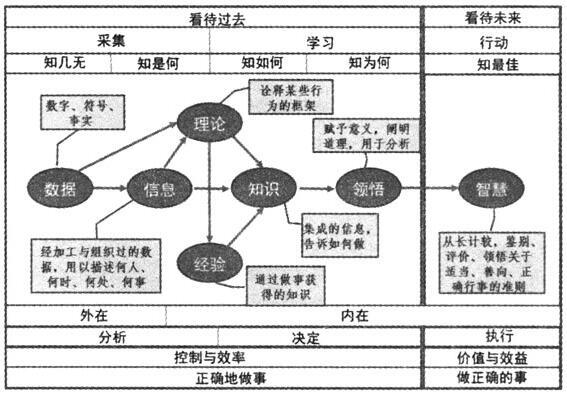 看待过去
看待未来
采集
学习
行动
知几无
知是何
知如何
知为何
知最佳
数字、符号、
事实
诠释某些行
为的框架
理论
赋予意义，阐明
道理，用于分析
数据
信息
知识
领悟
智慧
经加工与组织过的数
据，用以描述何人、
何时、何处、何事
集成的信息，
告诉如何做
从长计较，鉴别、
评价、领悟关于
适当、善向、正
确行事的准则
经验
通过做事获
得的知识
外在
内在
分析
决定
执行
控制与效率
价值与效益
正确地做事
做正确的事